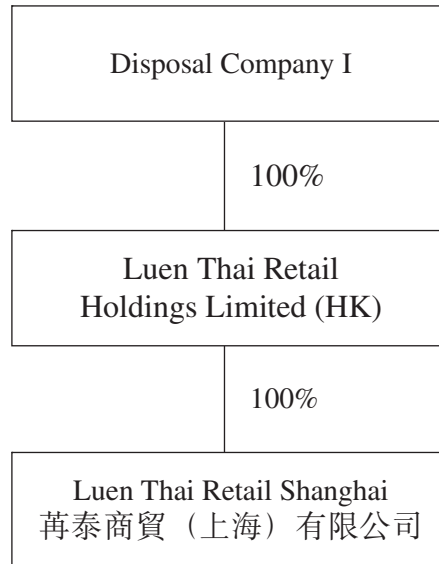 Disposal Company I
100%
Luen Thai Retail
Holdings Limited (HK)
100%
Luen Thai Retail Shanghai
苒泰商貿（上海）有限公司